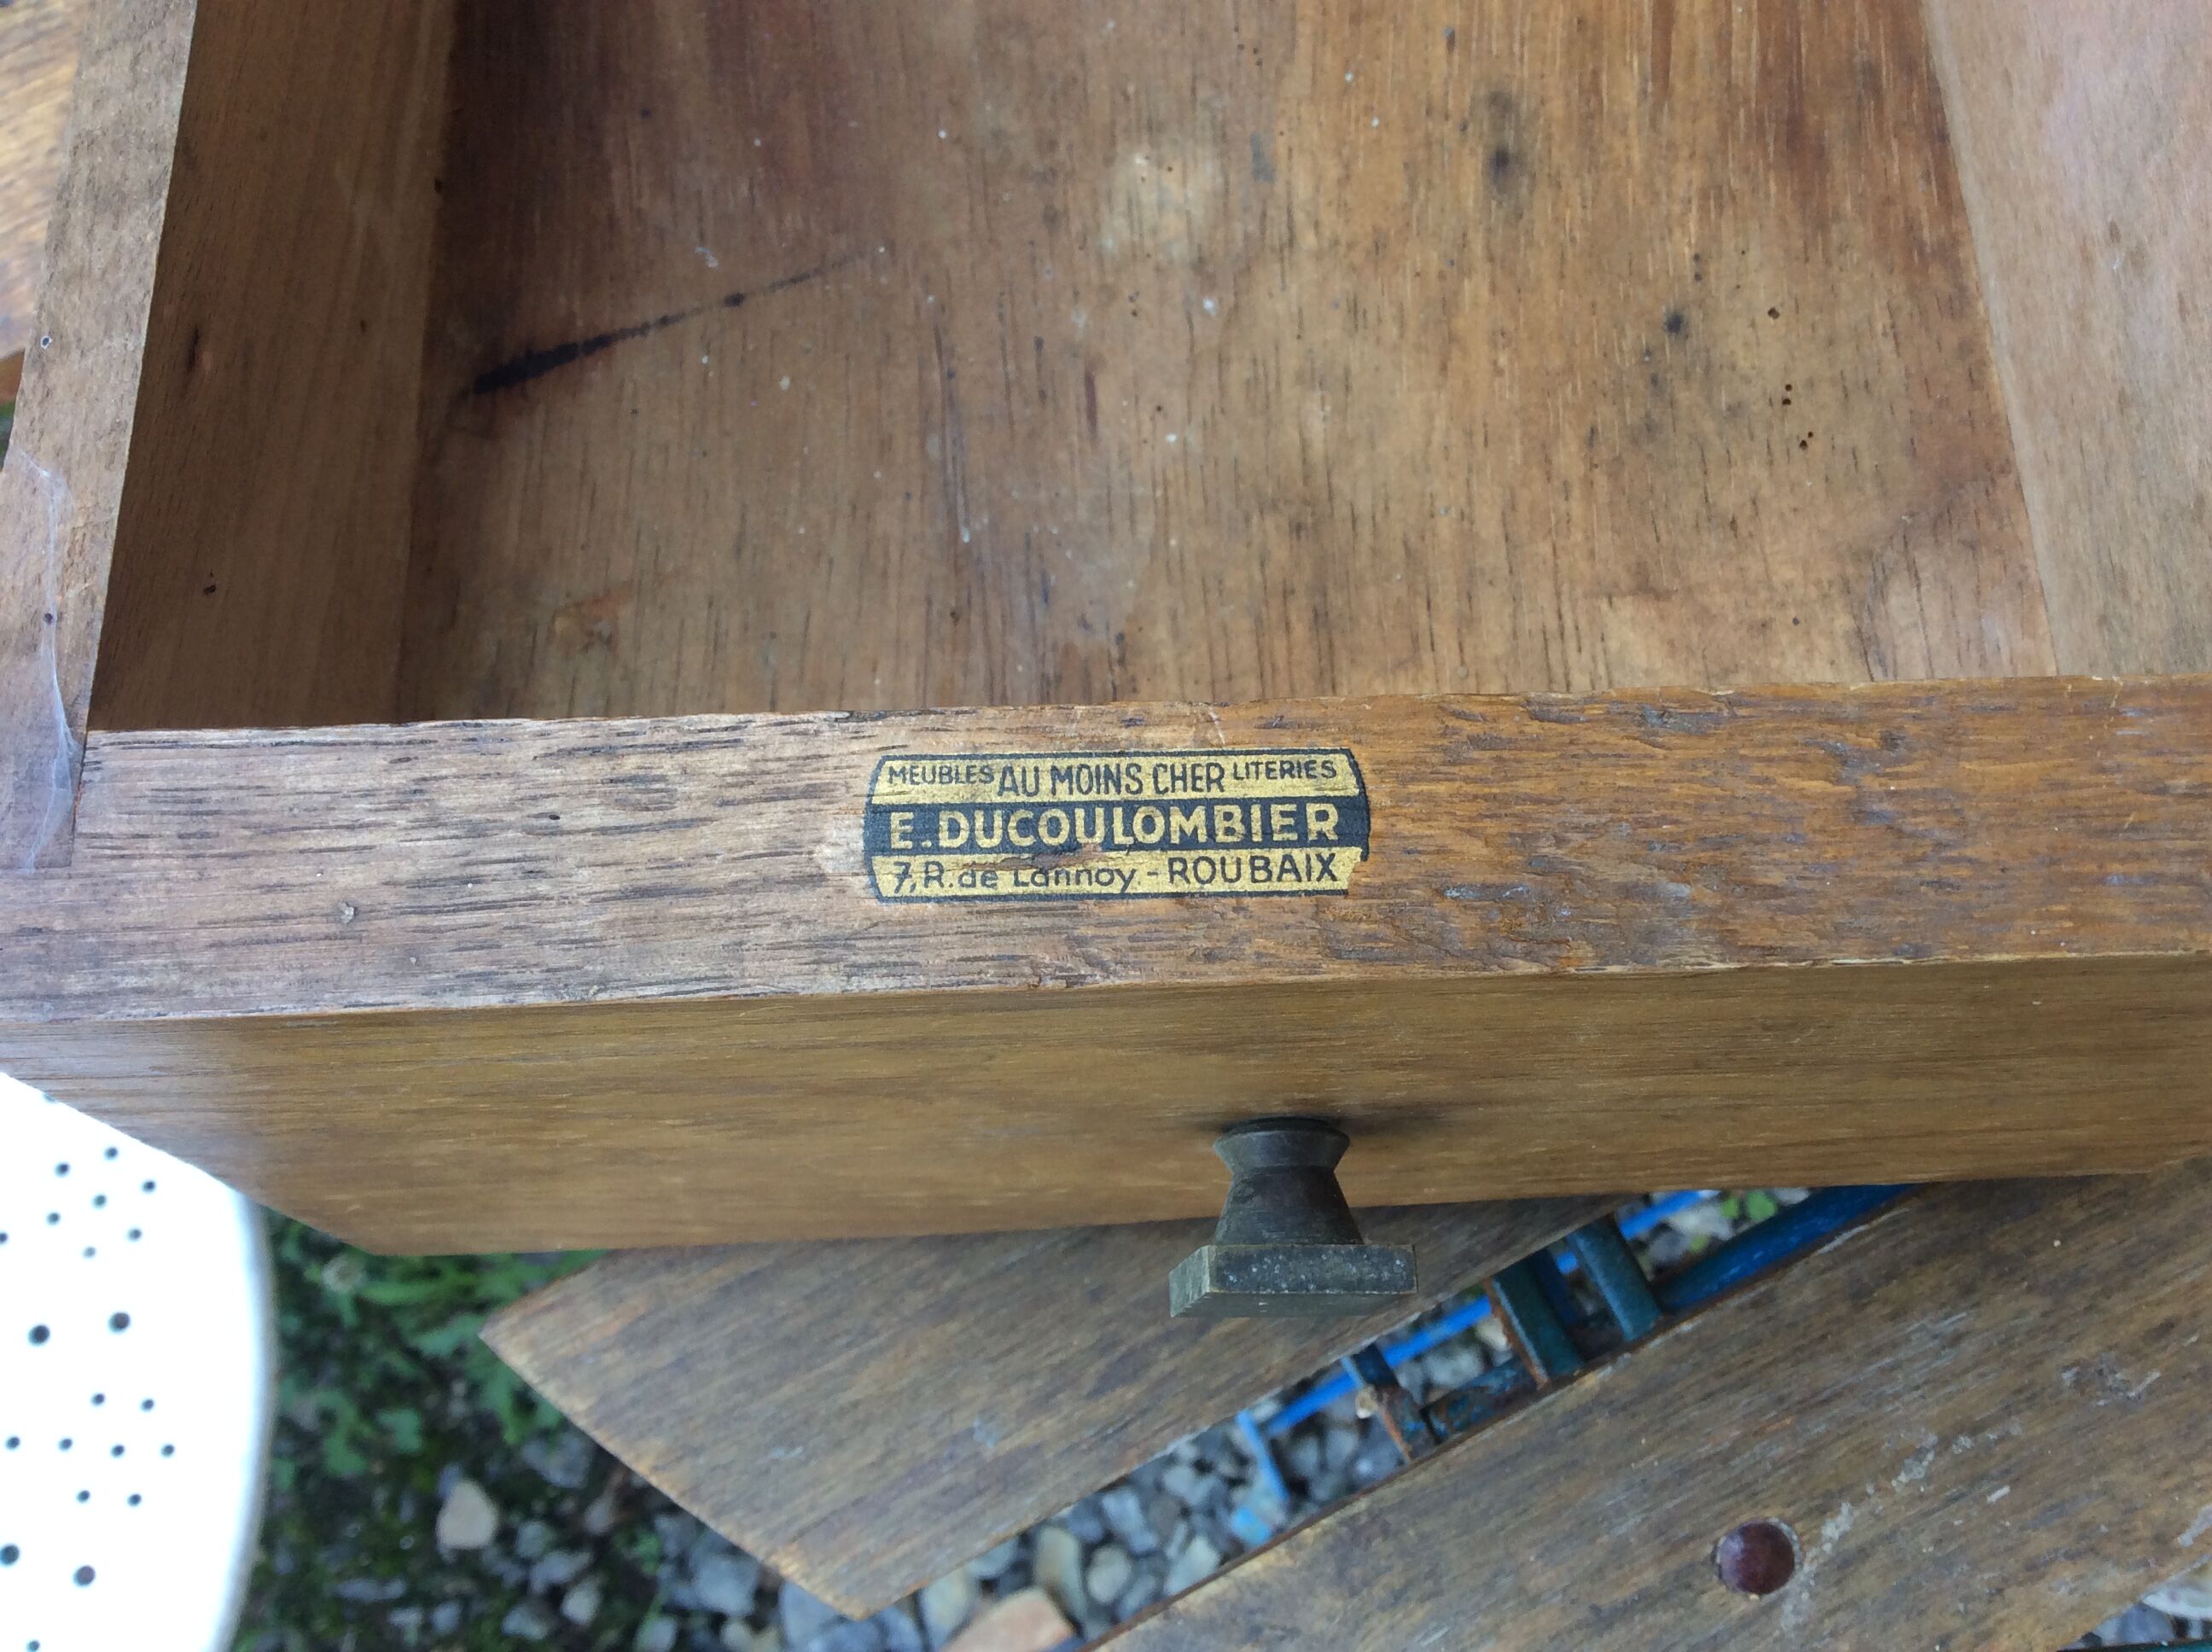 MEUBLES AU MOINS CHER LITERIES
E. DUCOULOMBIER
7, R. de Lannoy - ROUBAIX